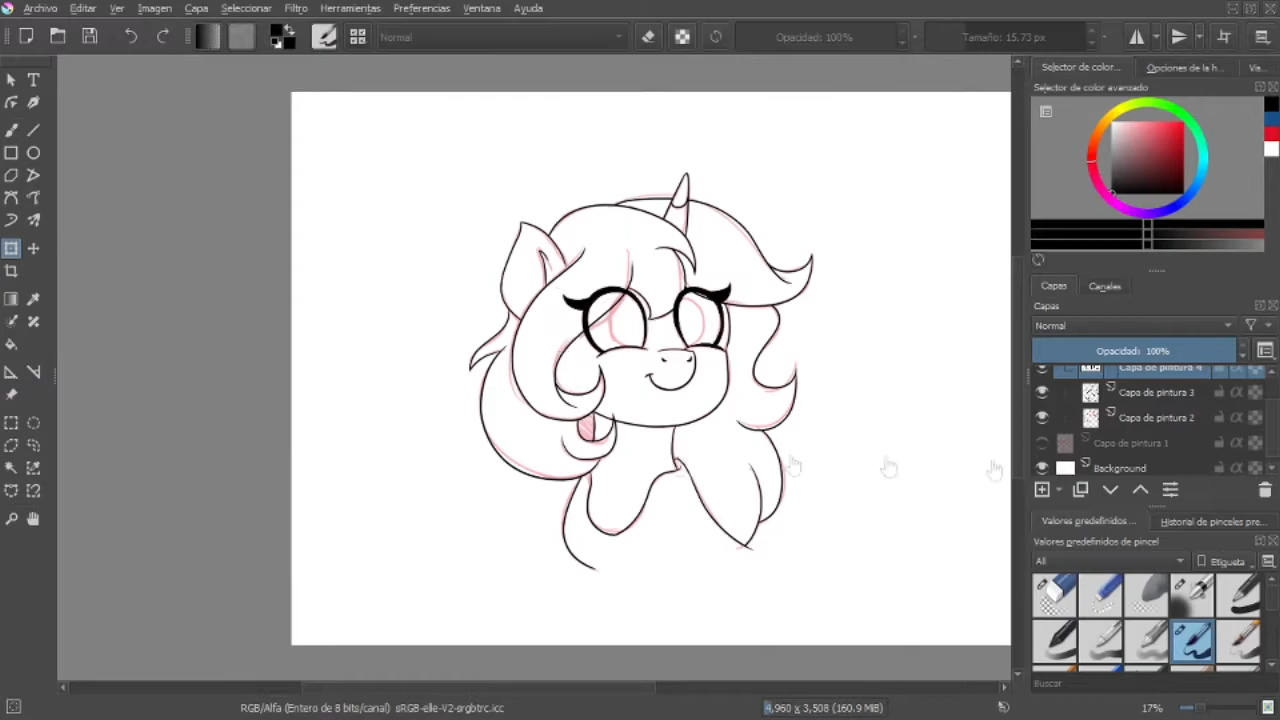 Archivo Editar Ver Imagen Capa Seleccionar Filtro Herramientas Preferencias Ventana Ayuda
Normal Opacidad: 100% Tamaño: 15.73 px
Selector de color... Opciones de la h... Vis...
Selector de color avanzado
Capas Canales
Capas
Normal
Opacidad: 100%
Capa de pintura 4
Capa de pintura 3
Capa de pintura 2
Capa de pintura 1
Background
Valores predefinidos ... Historial de pinceles pre...
Valores predefinidos de pincel
All Etiqueta
Buscar
RGB/Alfa (Entero de 8 bits/canal) sRGB-elle-V2-srgbtrc.icc 4,960 x 3,508 (160.9 MiB) 17%